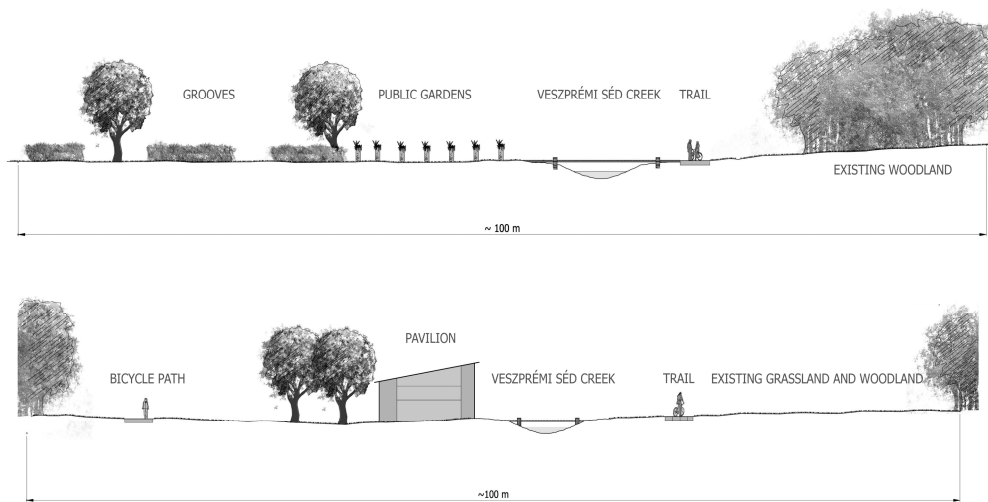 GROOVES
PUBLIC GARDENS
VESZPRÉMI SÉD CREEK
TRAIL
EXISTING WOODLAND
~ 100 m
PAVILION
BICYCLE PATH
VESZPRÉMI SÉD CREEK
TRAIL
EXISTING GRASSLAND AND WOODLAND
~100 m